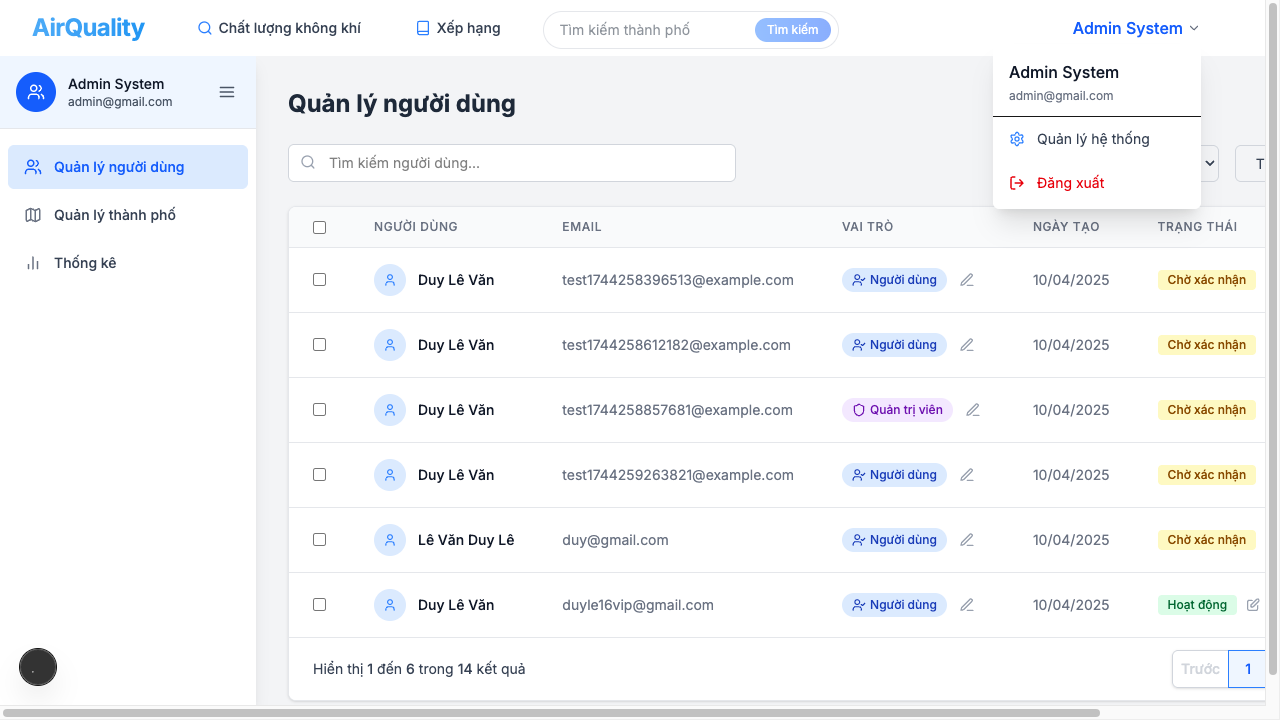 AirQuality
Chất lượng không khí
Xếp hạng
Tìm kiếm thành phố
Tìm kiếm
Admin System
Admin System
admin@gmail.com
Quản lý hệ thống
Đăng xuất
Admin System
admin@gmail.com
Quản lý người dùng
Quản lý thành phố
Thống kê
Quản lý người dùng
Tìm kiếm người dùng...
T
NGƯỜI DÙNG EMAIL VAI TRÒ NGÀY TẠO TRẠNG THÁI
Duy Lê Văn test1744258396513@example.com Người dùng 10/04/2025 Chờ xác nhận
Duy Lê Văn test1744258612182@example.com Người dùng 10/04/2025 Chờ xác nhận
Duy Lê Văn test1744258857681@example.com Quản trị viên 10/04/2025 Chờ xác nhận
Duy Lê Văn test1744259263821@example.com Người dùng 10/04/2025 Chờ xác nhận
Lê Văn Duy Lê duy@gmail.com Người dùng 10/04/2025 Chờ xác nhận
Duy Lê Văn duyle16vip@gmail.com Người dùng 10/04/2025 Hoạt động
Hiển thị 1 đến 6 trong 14 kết quả
Trước 1